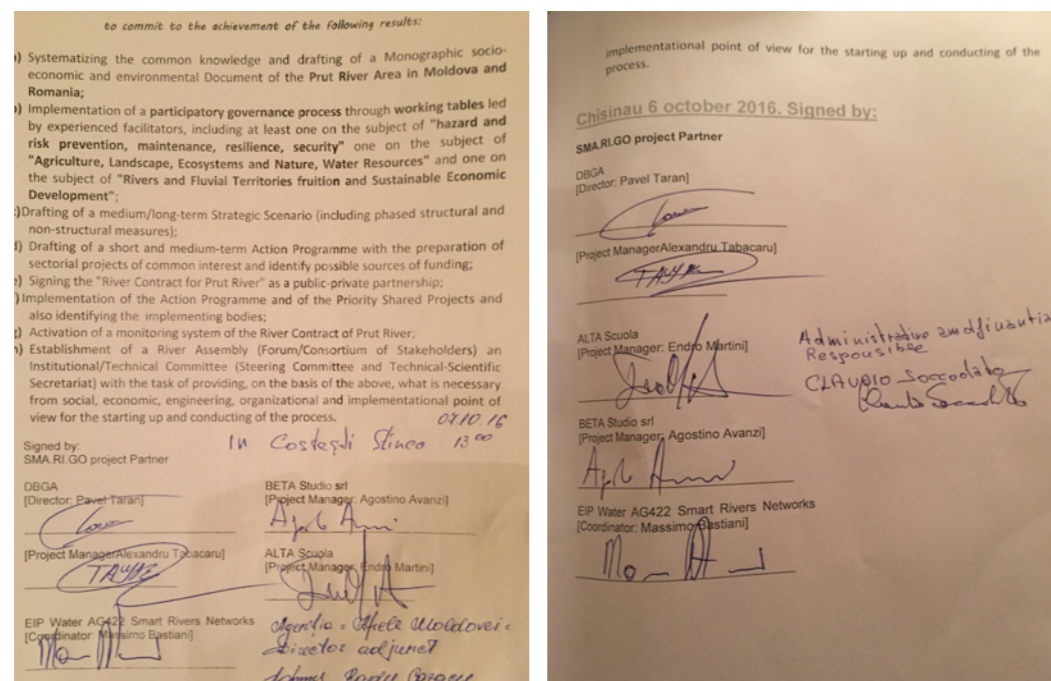 to commit to the achievement of the following results:
) Systematizing the common knowledge and drafting of a Monographic socio-
economic and environmental Document of the Prut River Area in Moldova and
Romania;
) Implementation of a participatory governance process through working tables led
by experienced facilitators, including at least one on the subject of "hazard and
risk prevention, maintenance, resilience, security" one on the subject of
"Agriculture, Landscape, Ecosystems and Nature, Water Resources" and one on
the subject of "Rivers and Fluvial Territories fruition and Sustainable Economic
Development";
)Drafting of a medium/long-term Strategic Scenario (including phased structural and
non-structural measures);
) Drafting of a short and medium-term Action Programme with the preparation of
sectorial projects of common interest and identify possible sources of funding;
) Signing the "River Contract for Prut River" as a public-private partnership;
)Implementation of the Action Programme and of the Priority Shared Projects and
also identifying the implementing bodies;
) Activation of a monitoring system of the River Contract of Prut River;
) Establishment of a River Assembly (Forum/Consortium of Stakeholders) an
Institutional/Technical Committee (Steering Committee and Technical-Scientific
Secretariat) with the task of providing, on the basis of the above, what is necessary
from social, economic, engineering, organizational and implementational point of
view for the starting up and conducting of the process.
07.10.16
In Costești Stinca 13 00
Signed by:
SMA.RI.GO project Partner
DBGA
[Director: Pavel Taran]
BETA Studio srl
[Project Manager: Agostino Avanzi]
[Project ManagerAlexandru Tabacaru]
ALTA Scuola
[Project Manager: Endro Martini]
EIP Water AG422 Smart Rivers Networks
[Coordinator: Massimo Bastiani]
Agenția "Apele Moldovei"
Director adjunct
implementational point of view for the starting up and conducting of the
process.
Chisinau 6 october 2016. Signed by:
SMA.RI.GO project Partner
DBGA
[Director: Pavel Taran]
[Project ManagerAlexandru Tabacaru]
ALTA Scuola
[Project Manager: Endro Martini]
Administrative and fiuantia
Responsible
CLAUDIO Soccodato
BETA Studio srl
[Project Manager: Agostino Avanzi]
EIP Water AG422 Smart Rivers Networks
[Coordinator: Massimo Bastiani]